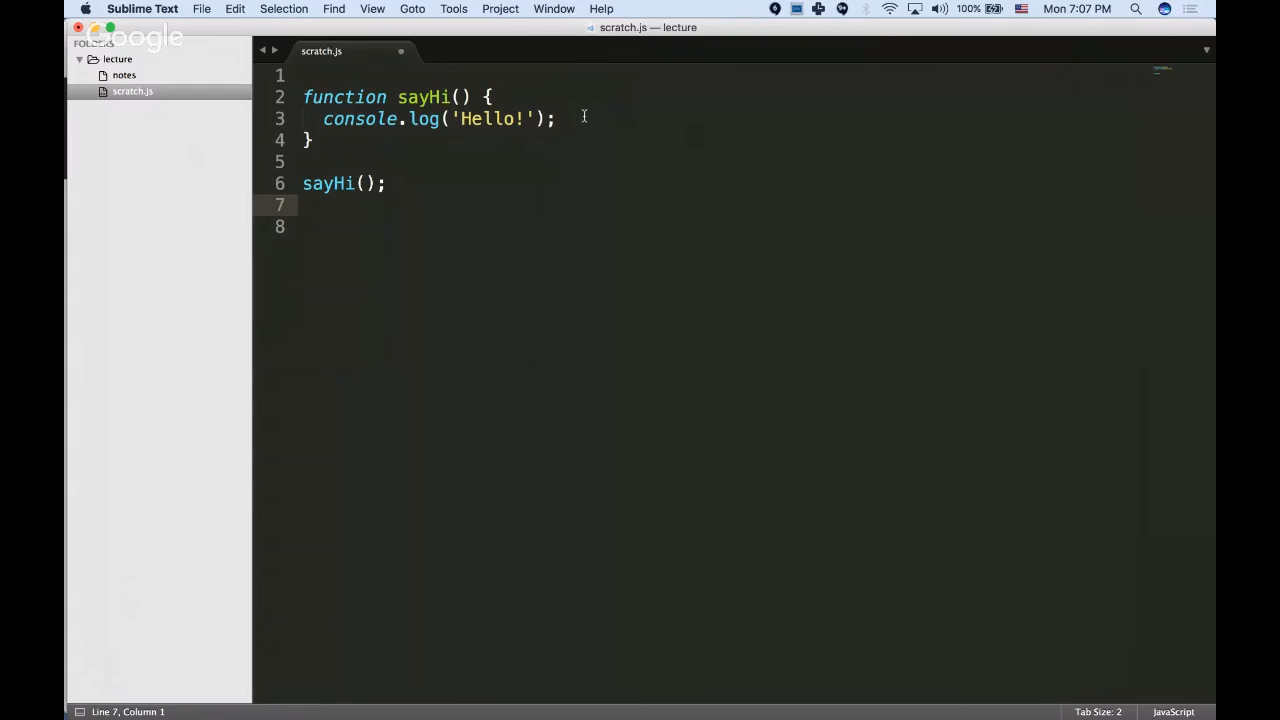 Sublime Text File Edit Selection Find View Goto Tools Project Window Help 100% Mon 7:07 PM
scratch.js — lecture
Google
FOLDERS
lecture
notes
scratch.js
scratch.js
1
2 function sayHi() {
3 console.log('Hello!');
4 }
5
6 sayHi();
7
8
Line 7, Column 1 Tab Size: 2 JavaScript